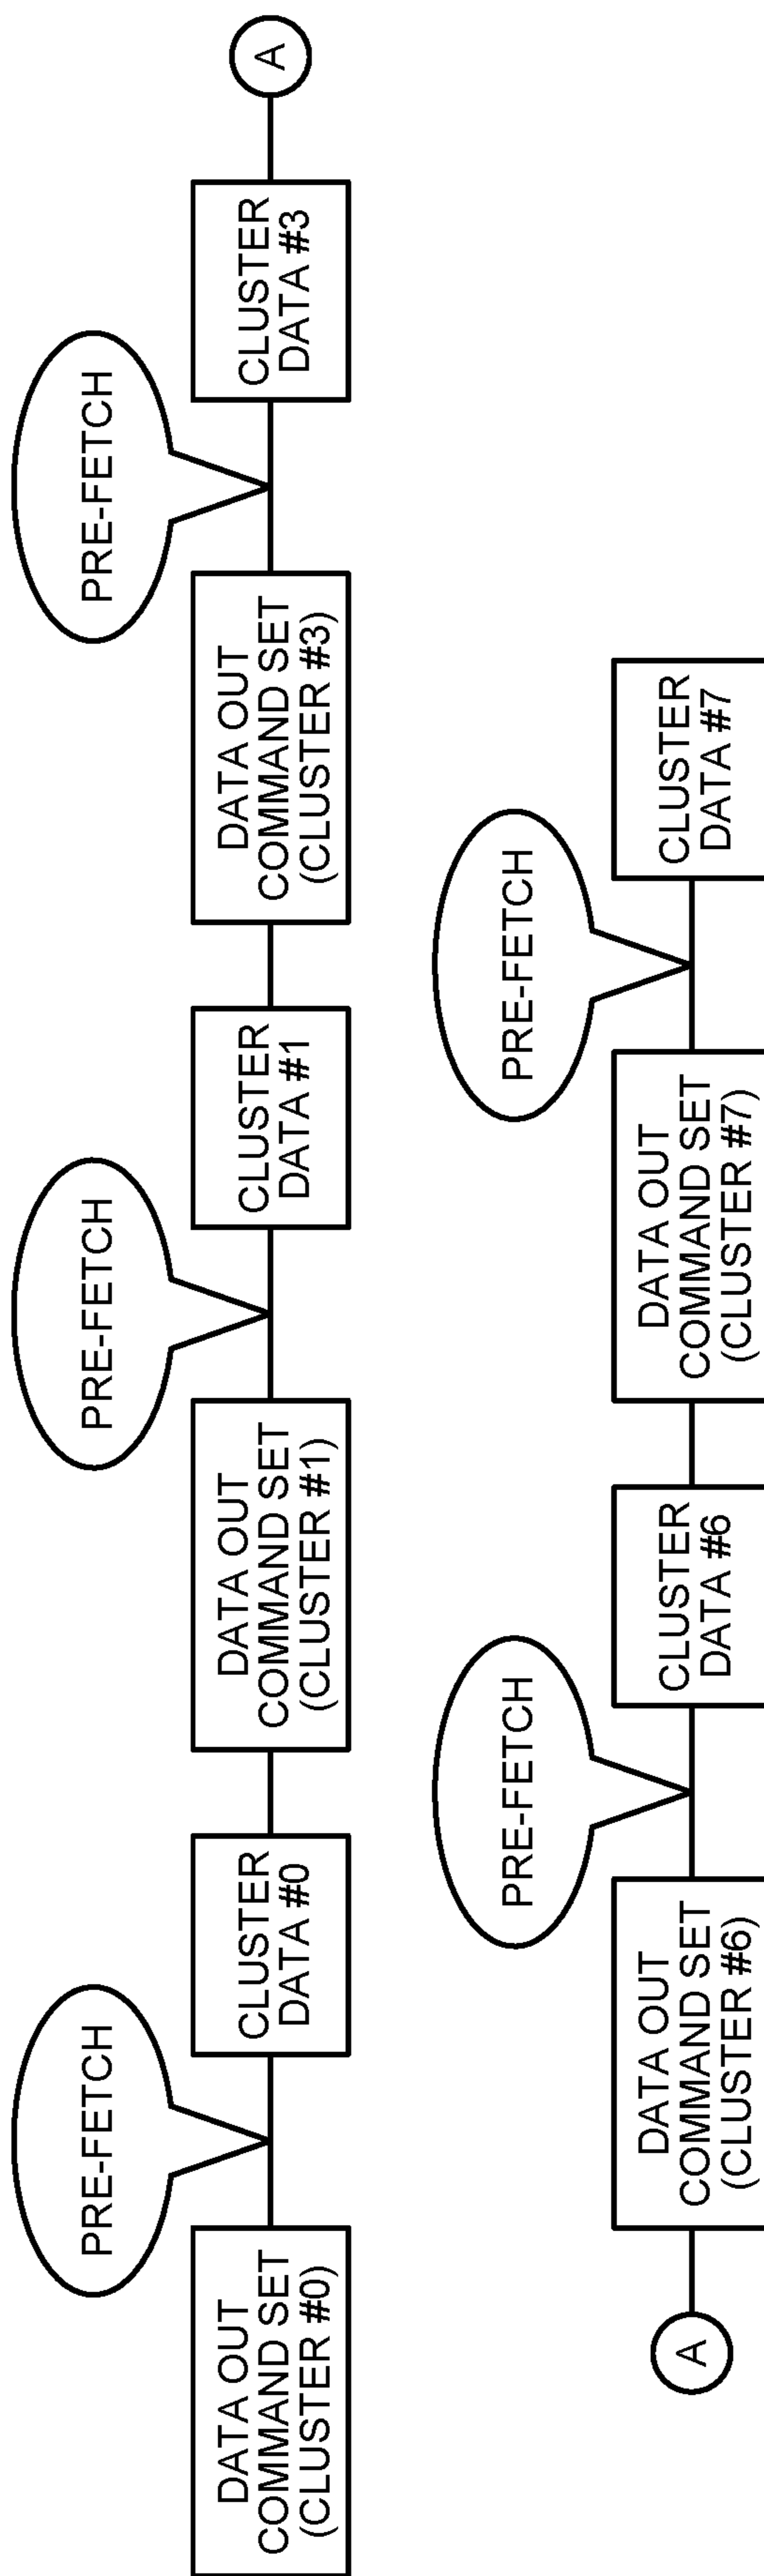 PRE-FETCH
PRE-FETCH
PRE-FETCH
DATA OUT
COMMAND SET
(CLUSTER #0)
CLUSTER
DATA #0
DATA OUT
COMMAND SET
(CLUSTER #1)
CLUSTER
DATA #1
DATA OUT
COMMAND SET
(CLUSTER #3)
CLUSTER
DATA #3
A
PRE-FETCH
PRE-FETCH
A
DATA OUT
COMMAND SET
(CLUSTER #6)
CLUSTER
DATA #6
DATA OUT
COMMAND SET
(CLUSTER #7)
CLUSTER
DATA #7